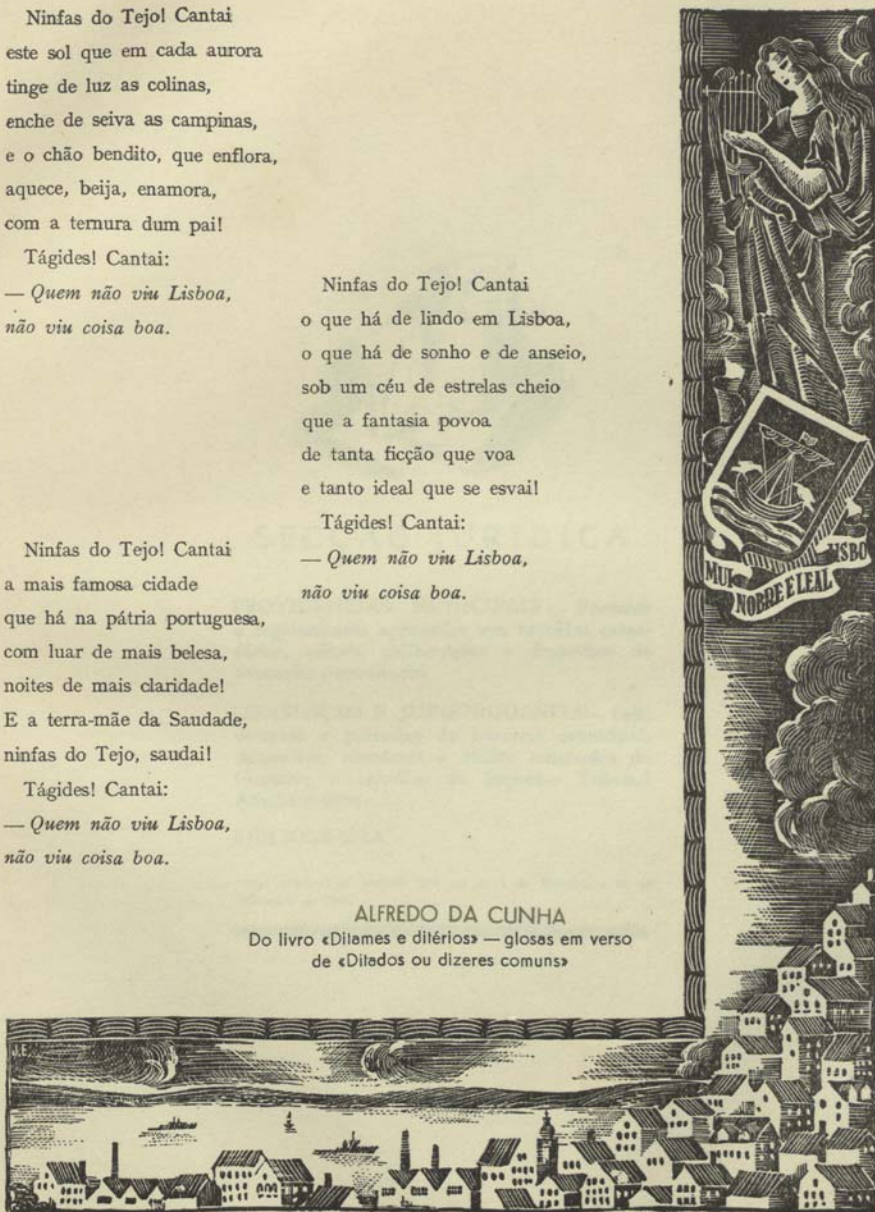 Ninfas do Tejo! Cantai
este sol que em cada aurora
tinge de luz as colinas,
enche de seiva as campinas,
e o chão bendito, que enflora,
aquece, beija, enamora,
com a ternura dum pai!
Tágides! Cantai:
— Quem não viu Lisboa,
não viu coisa boa.
Ninfas do Tejo! Cantai
o que há de lindo em Lisboa,
o que há de sonho e de anseio,
sob um céu de estrelas cheio
que a fantasia povoa
de tanta ficção que voa
e tanto ideal que se esvai!
Tágides! Cantai:
— Quem não viu Lisboa,
não viu coisa boa.
Ninfas do Tejo! Cantai
a mais famosa cidade
que há na pátria portuguesa,
com luar de mais belesa,
noites de mais claridade!
E a terra-mãe da Saudade,
ninfas do Tejo, saudai!
Tágides! Cantai:
— Quem não viu Lisboa,
não viu coisa boa.
ALFREDO DA CUNHA
Do livro «Ditames e ditérios» — glosas em verso
de «Ditados ou dizeres comuns»
MUI NOBRE E LEAL LISBO